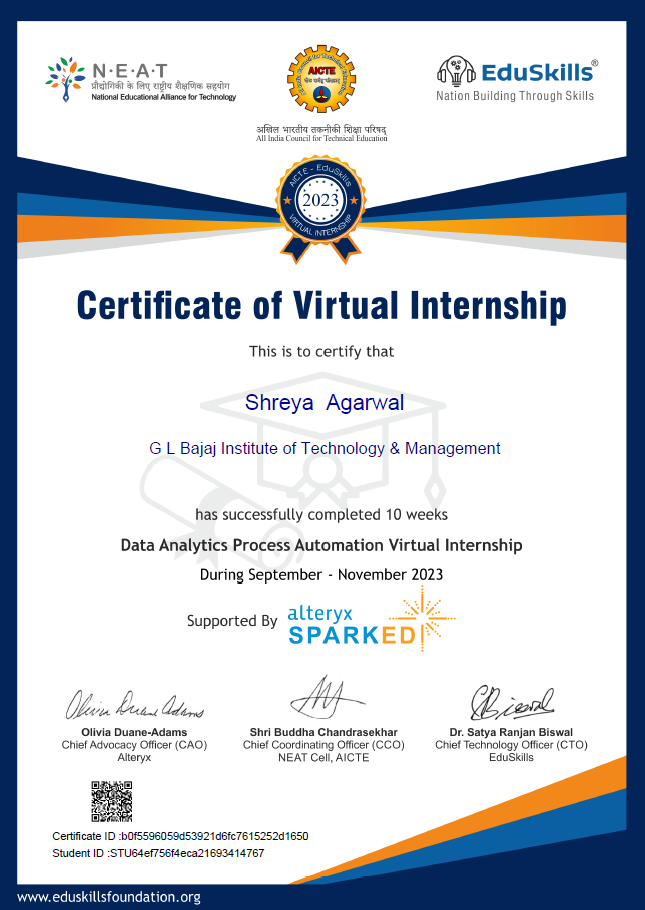 N·E·A·T
प्रौद्योगिकी के लिए राष्ट्रीय शैक्षणिक सहयोग
National Educational Alliance for Technology
AICTE
अखिल भारतीय तकनीकी शिक्षा परिषद्
All India Council for Technical Education
EduSkills®
Nation Building Through Skills
AICTE - EduSkills
2023
VIRTUAL INTERNSHIP
Certificate of Virtual Internship
This is to certify that
Shreya Agarwal
G L Bajaj Institute of Technology & Management
has successfully completed 10 weeks
Data Analytics Process Automation Virtual Internship
During September - November 2023
Supported By
alteryx
SPARKED
Olivia Duane Adams
Olivia Duane-Adams
Chief Advocacy Officer (CAO)
Alteryx
Shri Buddha Chandrasekhar
Chief Coordinating Officer (CCO)
NEAT Cell, AICTE
SRBiswal
Dr. Satya Ranjan Biswal
Chief Technology Officer (CTO)
EduSkills
Certificate ID :b0f5596059d53921d6fc7615252d1650
Student ID :STU64ef756f4eca21693414767
www.eduskillsfoundation.org